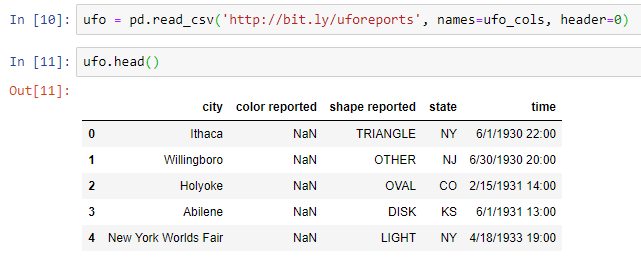 In [10]: ufo = pd.read_csv('http://bit.ly/uforeports', names=ufo_cols, header=0)
In [11]: ufo.head()
Out[11]:
city color reported shape reported state time
0 Ithaca NaN TRIANGLE NY 6/1/1930 22:00
1 Willingboro NaN OTHER NJ 6/30/1930 20:00
2 Holyoke NaN OVAL CO 2/15/1931 14:00
3 Abilene NaN DISK KS 6/1/1931 13:00
4 New York Worlds Fair NaN LIGHT NY 4/18/1933 19:00